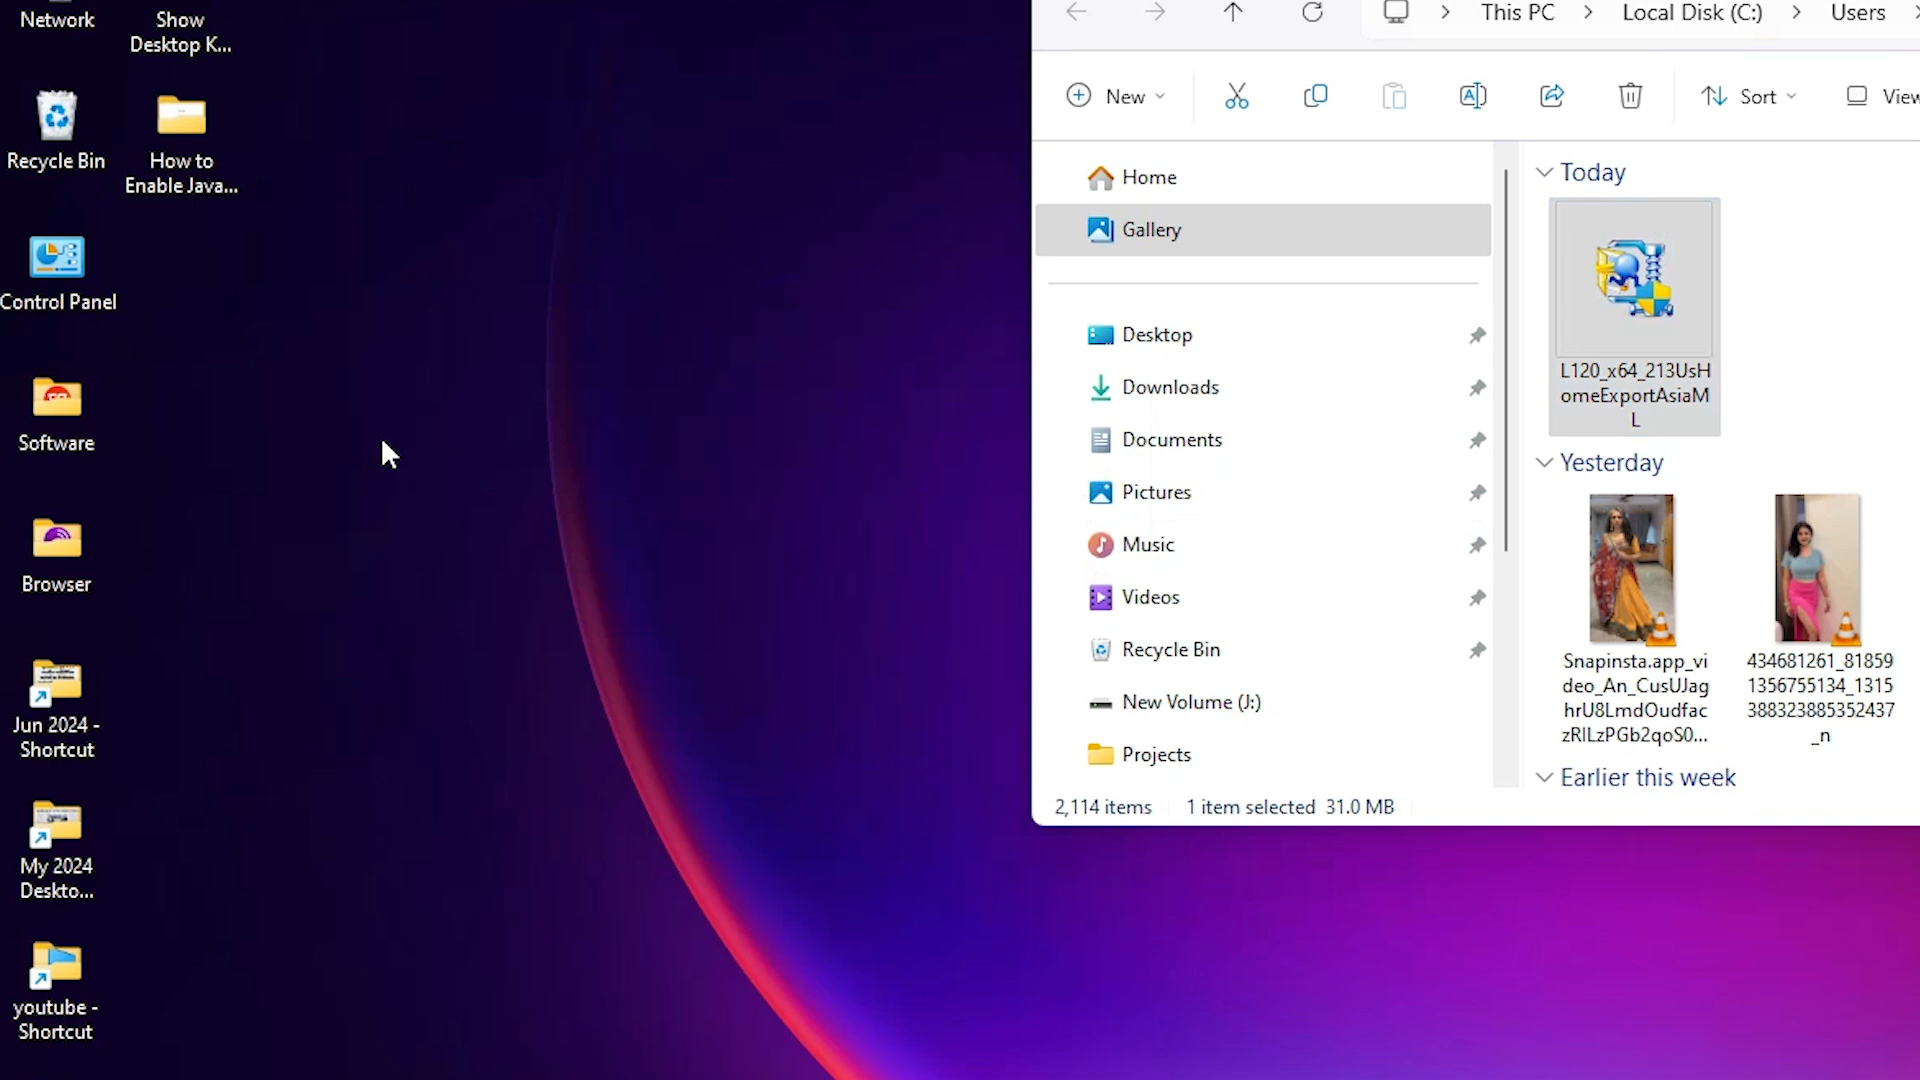 Network
Show
Desktop K...
Recycle Bin
How to
Enable Java...
Control Panel
Software
Browser
Jun 2024 -
Shortcut
My 2024
Deskto...
youtube -
Shortcut
This PC
Local Disk (C:)
Users
New
Sort
View
Home
Gallery
Desktop
Downloads
Documents
Pictures
Music
Videos
Recycle Bin
New Volume (J:)
Projects
2,114 items
1 item selected 31.0 MB
Today
L120_x64_213UsH
omeExportAsiaM
L
Yesterday
Snapinsta.app_vi
deo_An_CusUJag
hrU8LmdOudfac
zRlLzPGb2qoS0...
434681261_81859
1356755134_1315
388323885352437
_n
Earlier this week